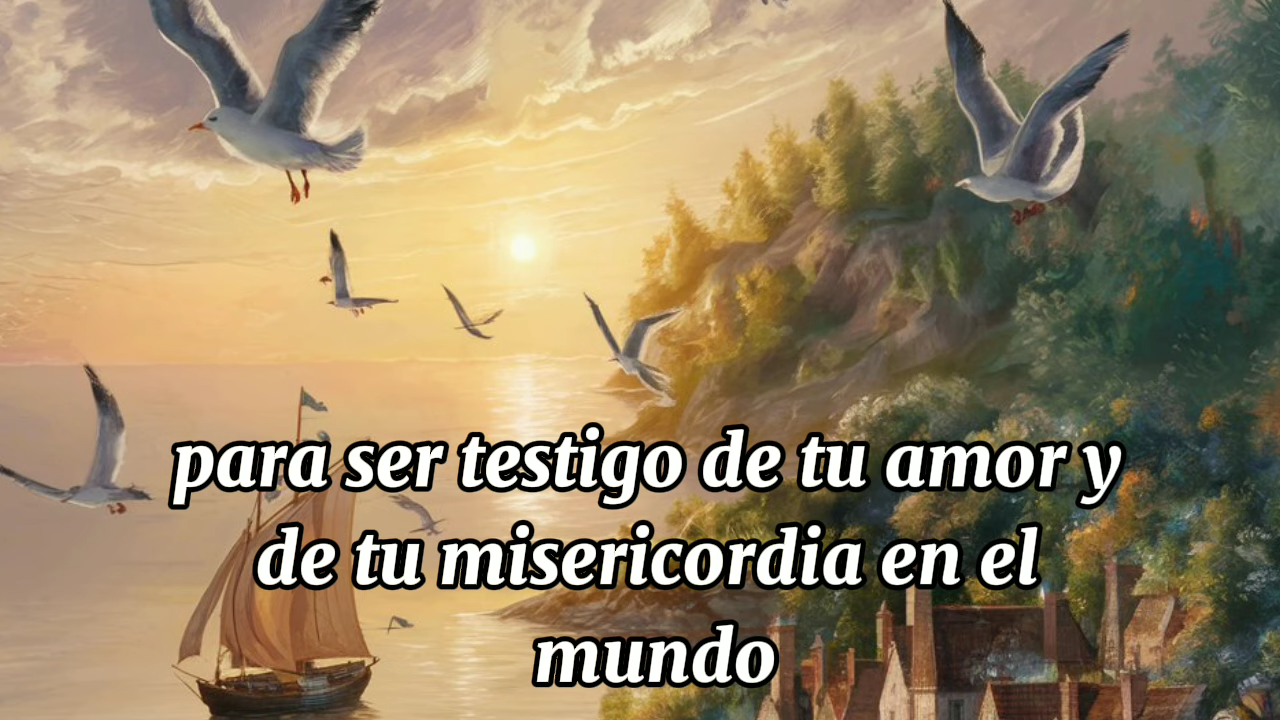 para ser testigo de tu amor y
de tu misericordia en el
mundo